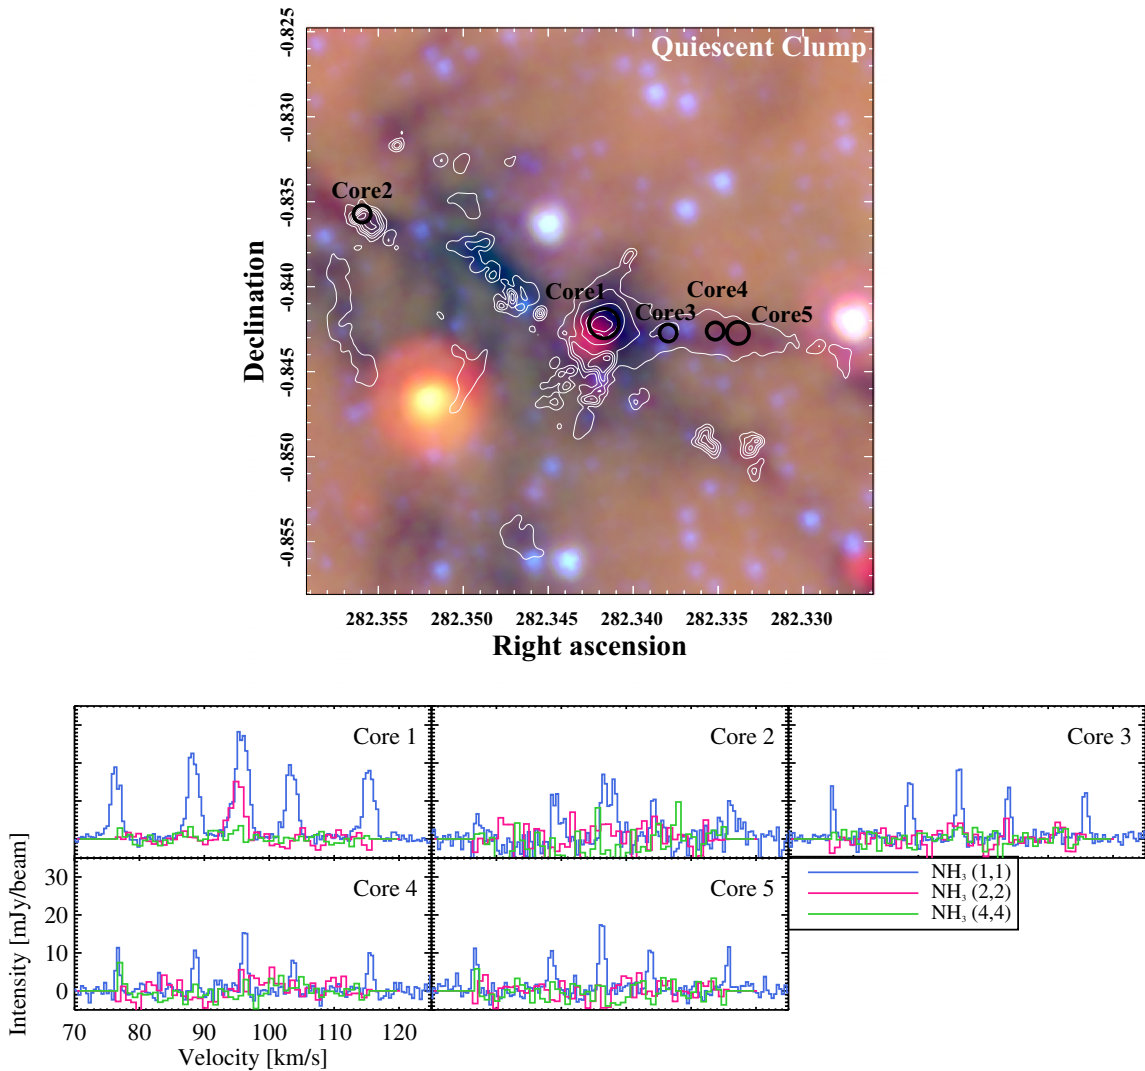 Quiescent Clump
-0.825
-0.830
-0.835
-0.840
-0.845
-0.850
-0.855
Declination
Core2
Core1
Core3
Core4
Core5
282.355 282.350 282.345 282.340 282.335 282.330
Right ascension
Core 1
Core 2
Core 3
Core 4
Core 5
NH₃ (1,1)
NH₃ (2,2)
NH₃ (4,4)
30
20
10
0
Intensity [mJy/beam]
70 80 90 100 110 120
Velocity [km/s]